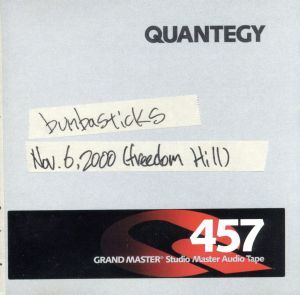 QUANTEGY
bumbasticks
Nov. 6, 2000 (freedom Hill)
457
GRAND MASTER® Studio Master Audio Tape